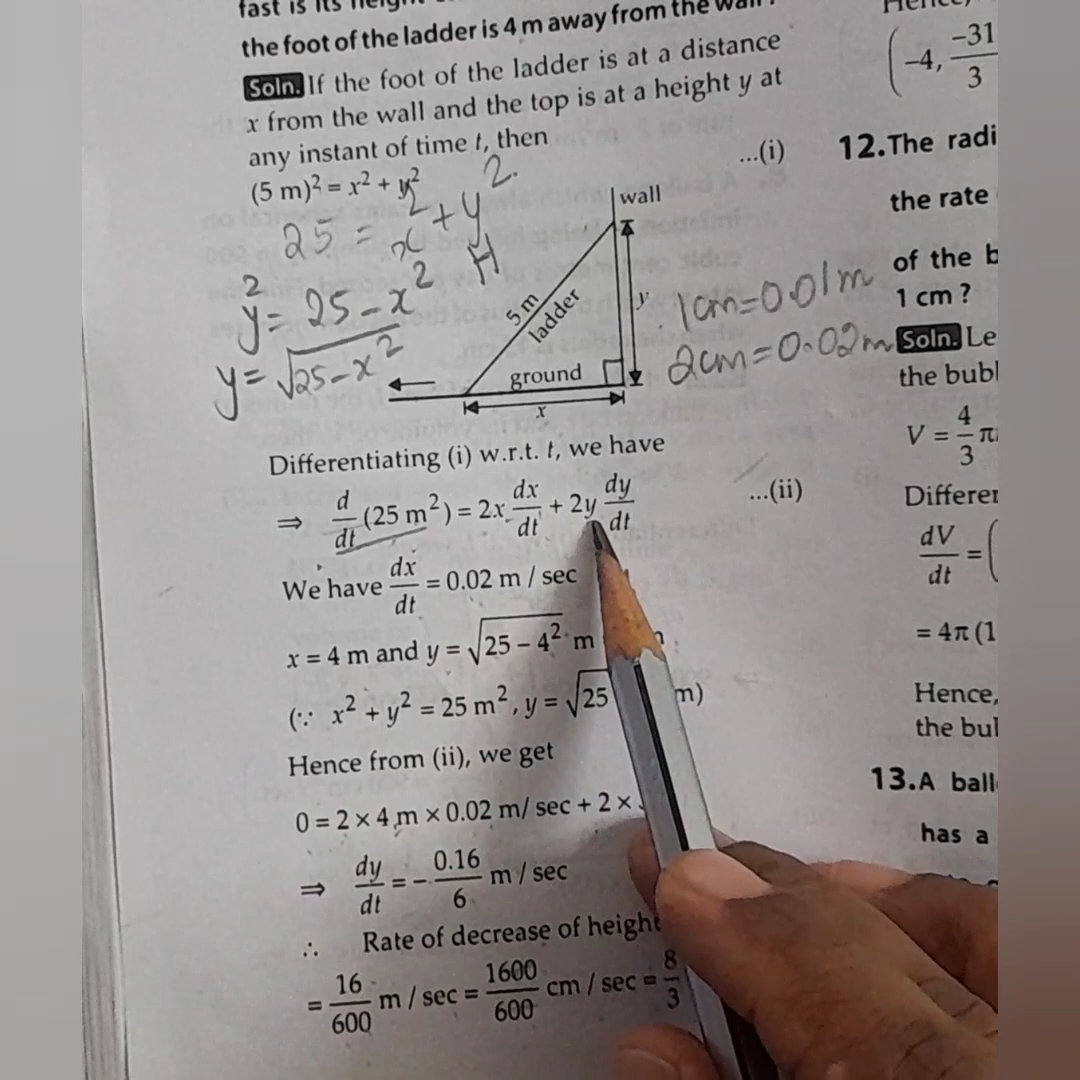 fast is its
the foot of the ladder is 4 m away from the wall
Soln. If the foot of the ladder is at a distance
x from the wall and the top is at a height y at
any instant of time t, then
(5 m)² = x² + y² ...(i)
25 = x² + y²
y² = 25 - x²
y = √25 - x²
H
wall
5 m
ladder
y
ground
x
1cm = 0.01m
2cm = 0.02m
Differentiating (i) w.r.t. t, we have
⇒ d/dt (25 m²) = 2x dx/dt + 2y dy/dt ...(ii)
We have dx/dt = 0.02 m / sec
x = 4 m and y = √25 – 4² m
(∵ x² + y² = 25 m², y = √25 m)
Hence from (ii), we get
0 = 2 × 4 m × 0.02 m/ sec + 2 ×
⇒ dy/dt = – 0.16/6 m / sec
∴ Rate of decrease of height
= 16/600 m / sec = 1600/600 cm / sec = 8/3
(–4, –31/3
12. The radi
the rate
of the b
1 cm ?
Soln. Le
the bubl
V = 4/3 π
Differer
dV/dt = (
= 4π (1
Hence,
the bul
13. A ball
has a